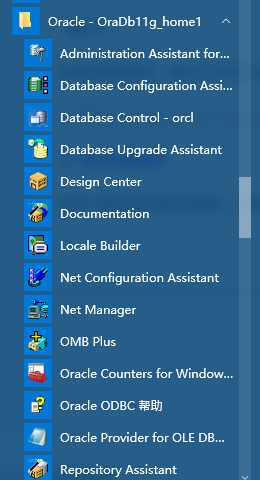 Oracle - OraDb11g_home1
Administration Assistant for...
Database Configuration Assi...
Database Control - orcl
Database Upgrade Assistant
Design Center
Documentation
Locale Builder
Net Configuration Assistant
Net Manager
OMB Plus
Oracle Counters for Window...
Oracle ODBC 帮助
Oracle Provider for OLE DB...
Repository Assistant